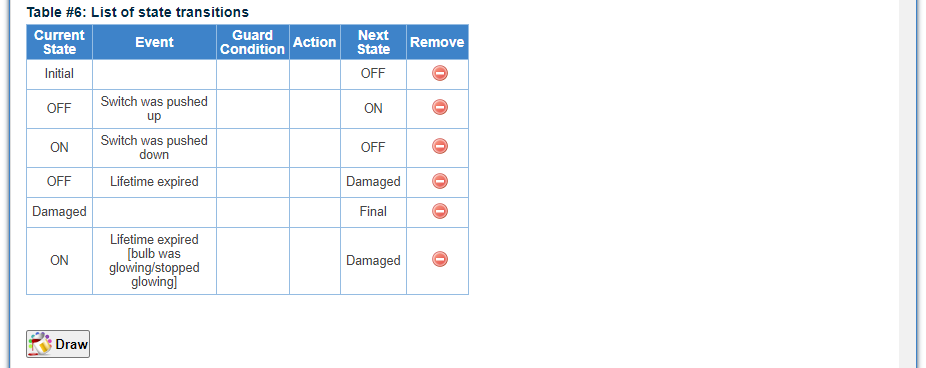 Table #6: List of state transitions
Current State Event Guard Condition Action Next State Remove
Initial OFF
OFF Switch was pushed up ON
ON Switch was pushed down OFF
OFF Lifetime expired Damaged
Damaged Final
ON Lifetime expired [bulb was glowing/stopped glowing] Damaged
Draw